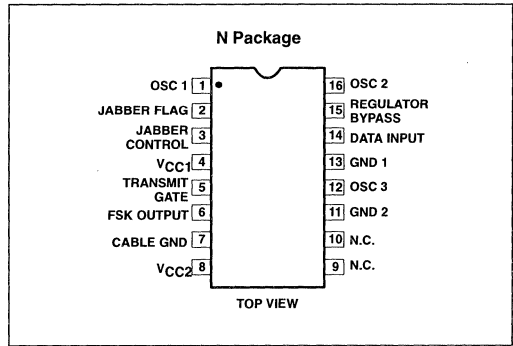 N Package
OSC 1 1
JABBER FLAG 2
JABBER
CONTROL 3
VCC1 4
TRANSMIT
GATE 5
FSK OUTPUT 6
CABLE GND 7
VCC2 8
16 OSC 2
15 REGULATOR
BYPASS
14 DATA INPUT
13 GND 1
12 OSC 3
11 GND 2
10 N.C.
9 N.C.
TOP VIEW